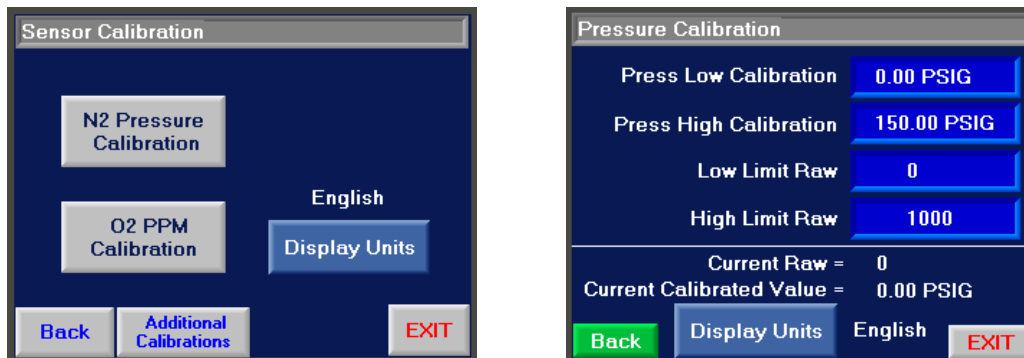 Sensor Calibration
N2 Pressure
Calibration
O2 PPM
Calibration
English
Display Units
Back
Additional
Calibrations
EXIT
Pressure Calibration
Press Low Calibration 0.00 PSIG
Press High Calibration 150.00 PSIG
Low Limit Raw 0
High Limit Raw 1000
Current Raw = 0
Current Calibrated Value = 0.00 PSIG
Back Display Units English EXIT